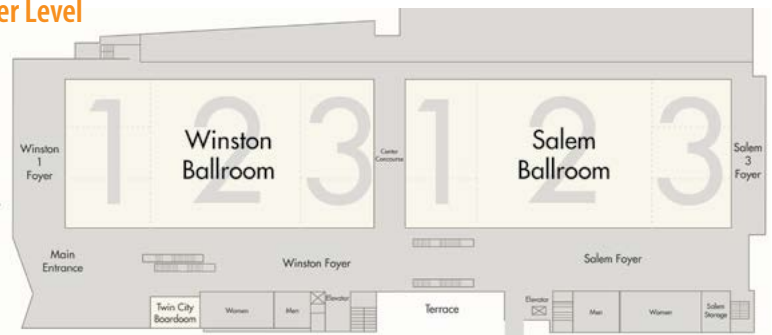 er Level
1
2
3
Winston
Ballroom
1
2
3
Salem
Ballroom
Winston
1
Foyer
Center
Concourse
Salem
3
Foyer
Main
Entrance
Winston Foyer
Salem Foyer
Twin City
Boardoom
Women
Men
Elevator
Terrace
Elevator
Men
Women
Salem
Storage